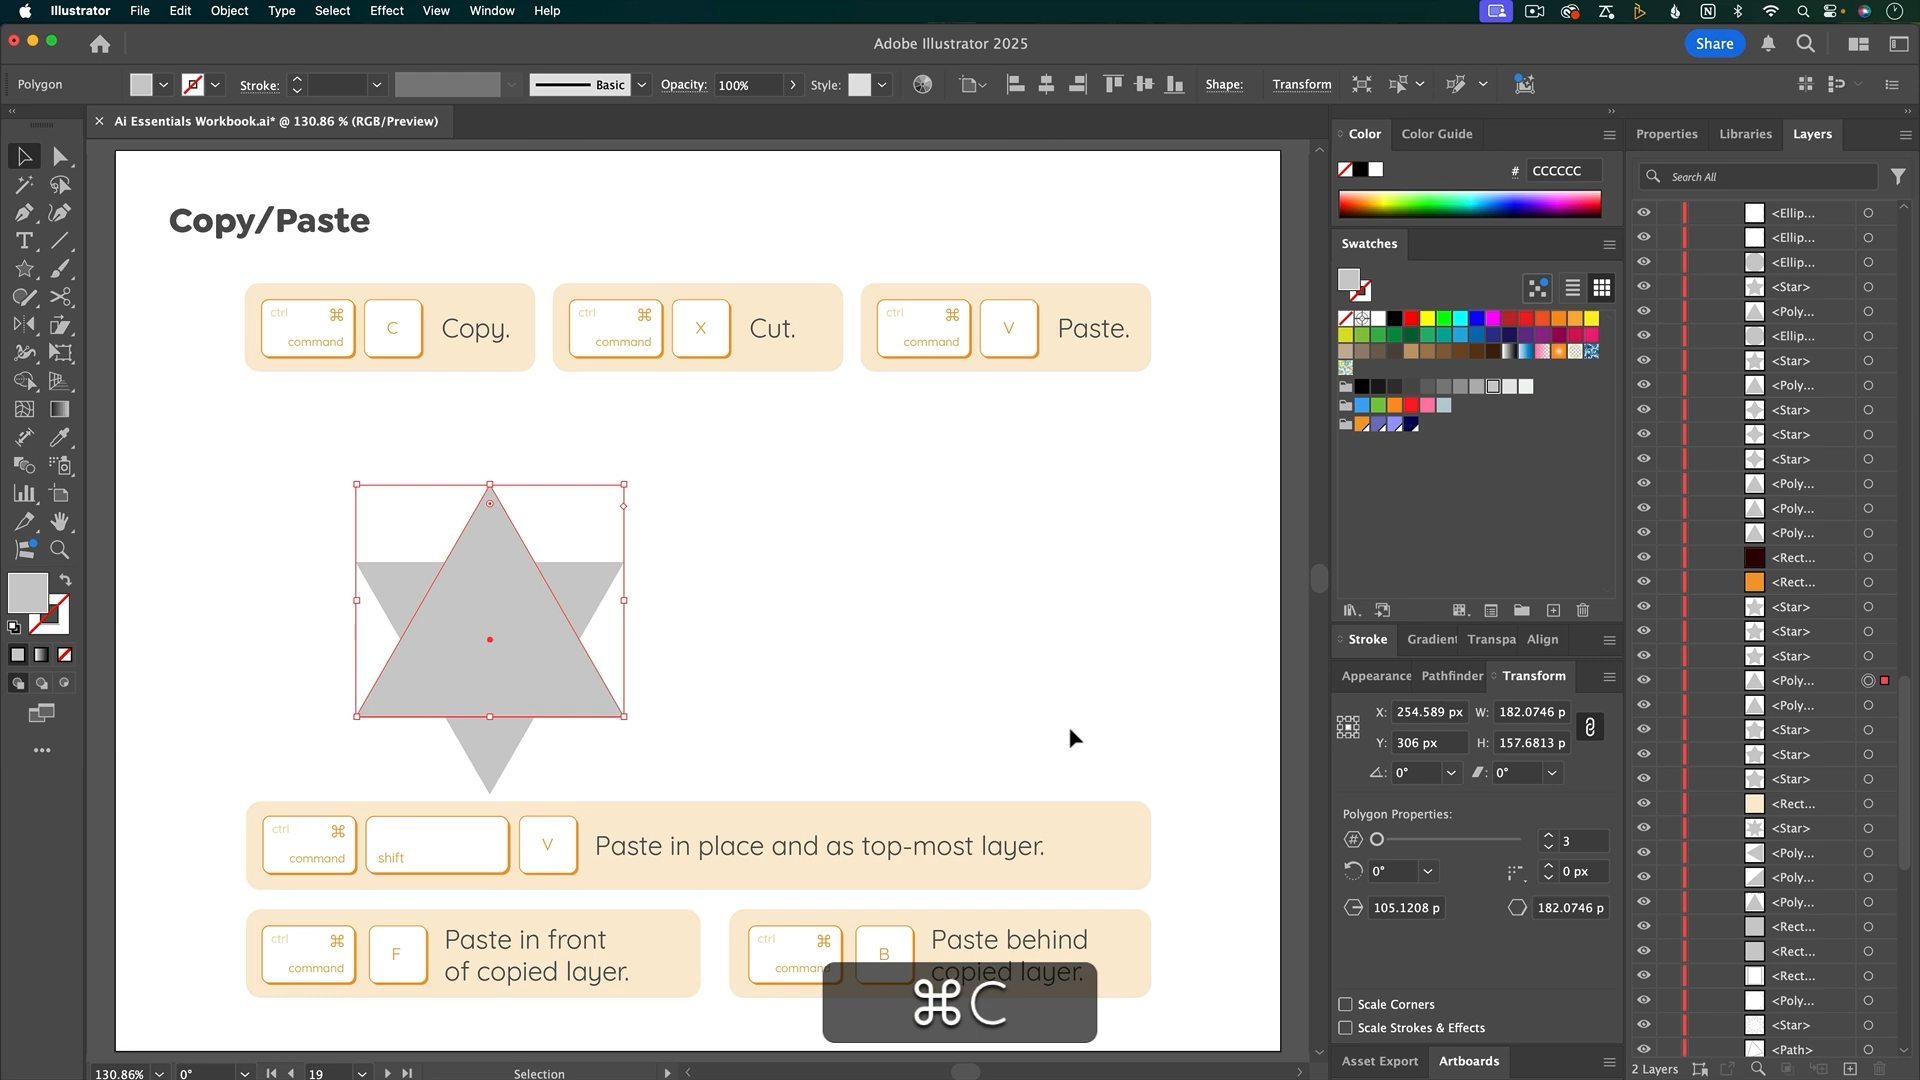 Illustrator File Edit Object Type Select Effect View Window Help
Adobe Illustrator 2025
Share
Polygon
Stroke:
Basic
Opacity: 100%
Style:
Shape:
Transform
Ai Essentials Workbook.ai* @ 130.86 % (RGB/Preview)
Copy/Paste
ctrl ⌘ command C Copy.
ctrl ⌘ command X Cut.
ctrl ⌘ command V Paste.
ctrl ⌘ command shift V Paste in place and as top-most layer.
ctrl ⌘ command F Paste in front
of copied layer.
ctrl ⌘ command B Paste behind
copied layer.
⌘C
130.86%
0°
19
Selection
Color Color Guide
# CCCCCC
Swatches
Stroke Gradien Transpa Align
Appearance Pathfinder Transform
X: 254.589 px W: 182.0746 p
Y: 306 px H: 157.6813 p
0° 0°
Polygon Properties:
3
0° 0 px
105.1208 p 182.0746 p
Scale Corners
Scale Strokes & Effects
Asset Export Artboards
Properties Libraries Layers
Search All
<Ellip...
<Ellip...
<Ellip...
<Star>
<Poly...
<Ellip...
<Star>
<Poly...
<Star>
<Star>
<Star>
<Poly...
<Poly...
<Poly...
<Rect...
<Rect...
<Star>
<Star>
<Star>
<Poly...
<Poly...
<Star>
<Star>
<Star>
<Rect...
<Star>
<Poly...
<Poly...
<Poly...
<Rect...
<Rect...
<Rect...
<Poly...
<Star>
<Path>
2 Layers